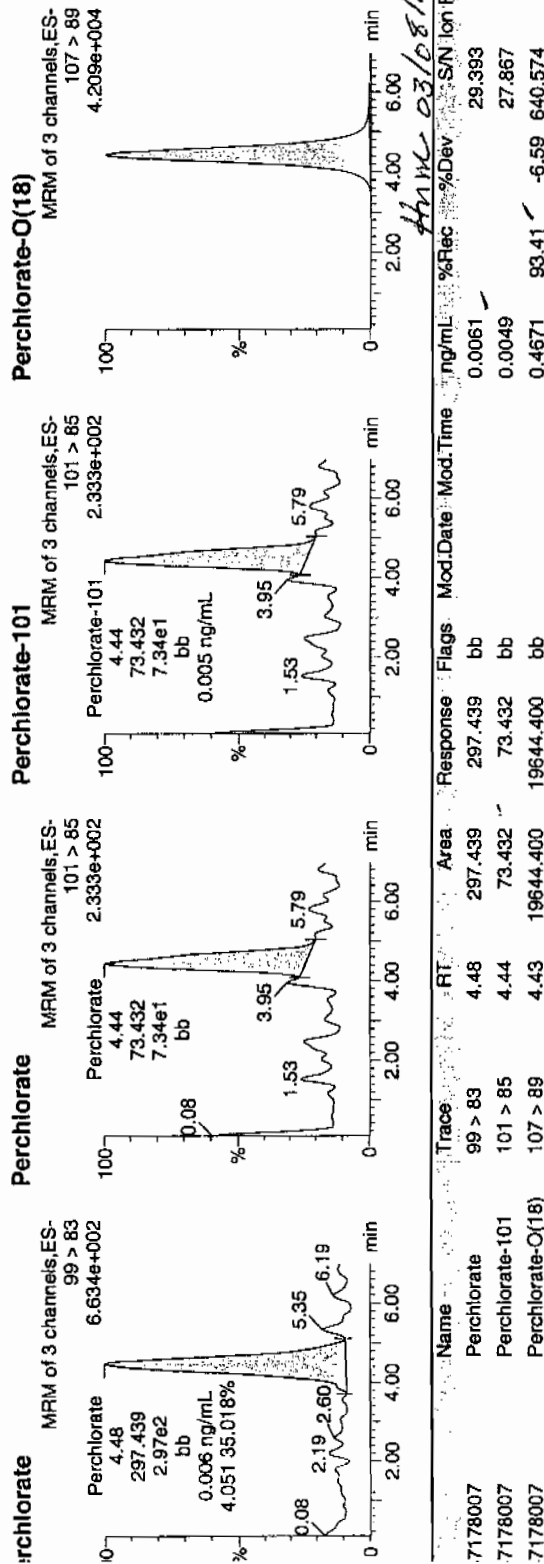 rchlorate
MRM of 3 channels,ES-
99 > 83
6.634e+002
100
%
0
Perchlorate
4.48
297.439
2.97e2
bb
0.006 ng/mL
4.051 35.018%
0.08
2.19
2.60
5.35
6.19
2.00
4.00
6.00
min
Perchlorate
MRM of 3 channels,ES-
101 > 85
2.333e+002
100
%
0
Perchlorate
4.44
73.432
7.34e1
bb
0.08
1.53
3.95
5.79
2.00
4.00
6.00
min
Perchlorate-101
MRM of 3 channels,ES-
101 > 85
2.333e+002
100
%
0
Perchlorate-101
4.44
73.432
7.34e1
bb
0.005 ng/mL
1.53
3.95
5.79
2.00
4.00
6.00
min
Perchlorate-O(18)
MRM of 3 channels,ES-
107 > 89
4.209e+004
100
%
0
2.00
4.00
6.00
min
03/08/
Name Trace RT Area Response Flags Mod.Date Mod.Time ng/mL %Rec %Dev S/N Ion
7178007 Perchlorate 99 > 83 4.48 297.439 297.439 bb 0.0061 29.393
7178007 Perchlorate-101 101 > 85 4.44 73.432 73.432 bb 0.0049 27.867
7178007 Perchlorate-O(18) 107 > 89 4.43 19644.400 19644.400 bb 0.4671 93.41 -6.59 640.574